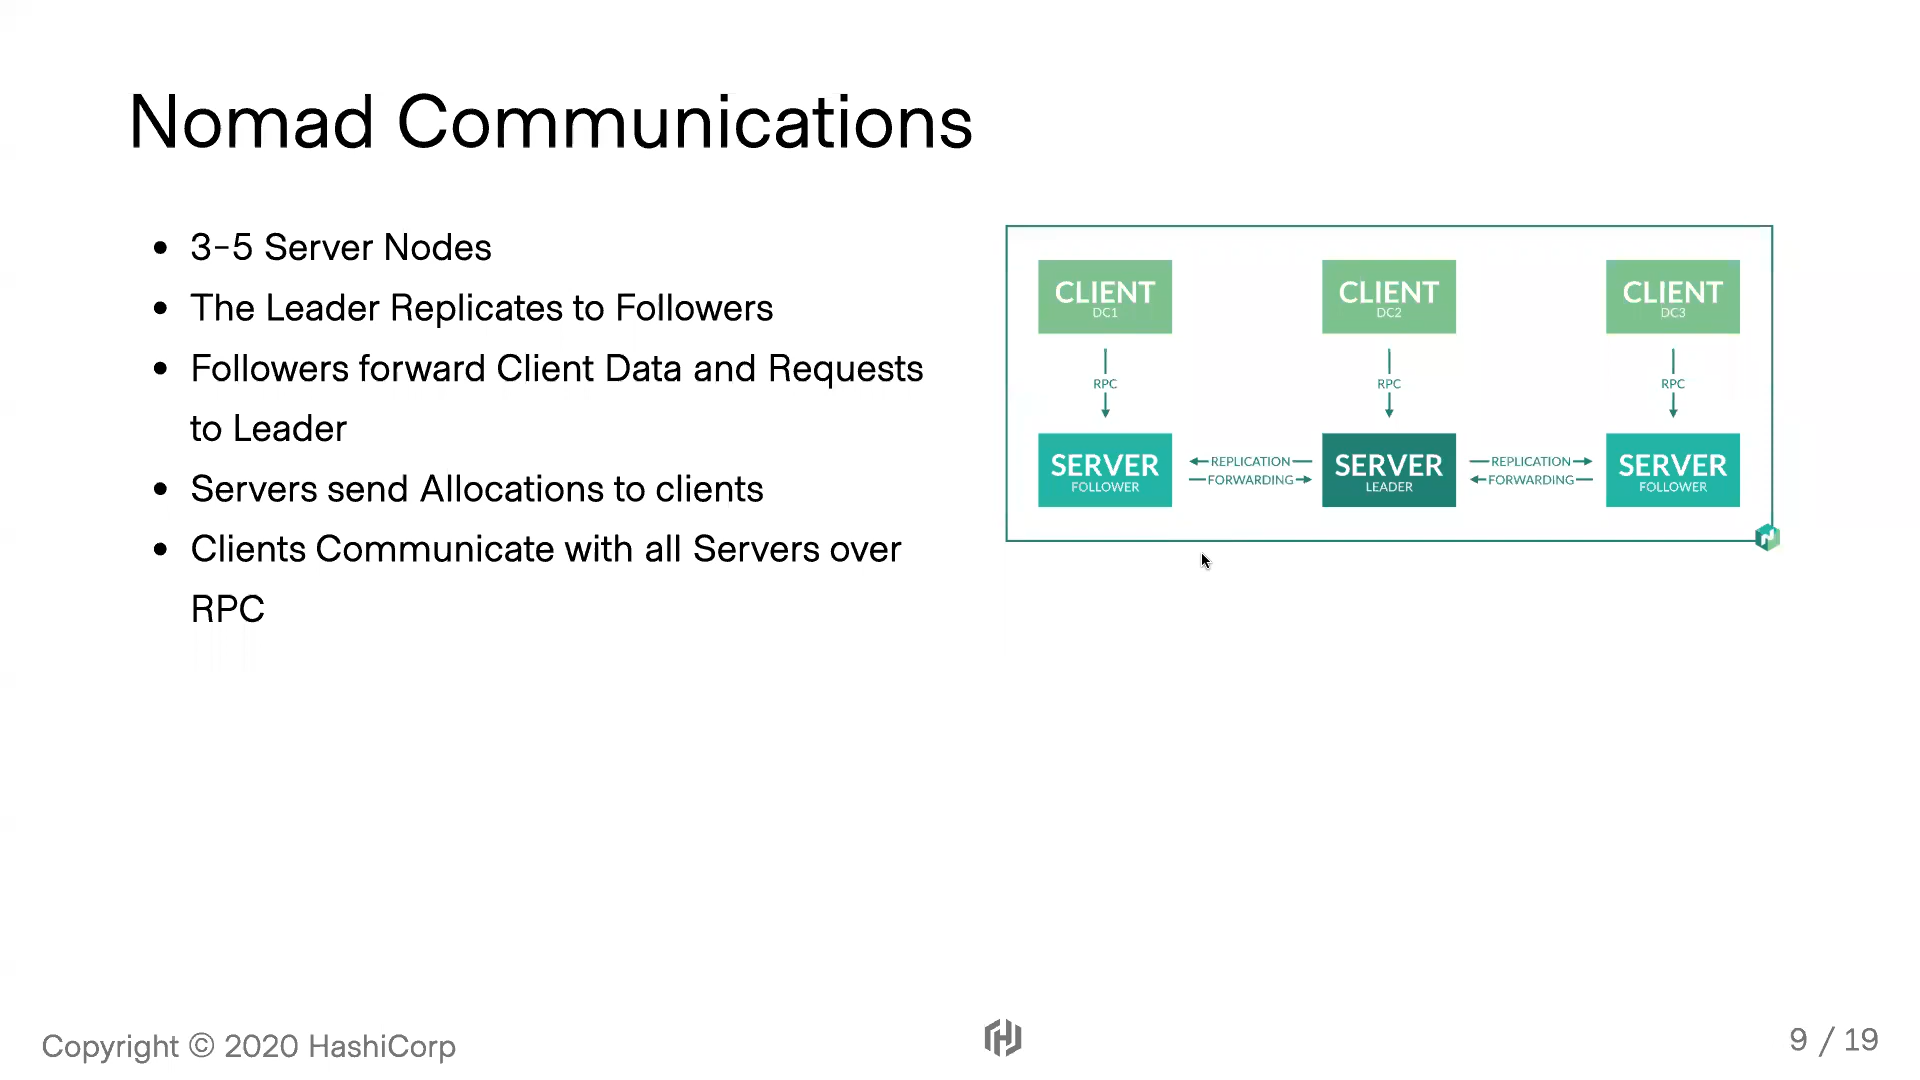 Nomad Communications
• 3-5 Server Nodes
• The Leader Replicates to Followers
• Followers forward Client Data and Requests
to Leader
• Servers send Allocations to clients
• Clients Communicate with all Servers over
RPC
CLIENT
DC1
CLIENT
DC2
CLIENT
DC3
RPC
RPC
RPC
SERVER
FOLLOWER
REPLICATION
FORWARDING
SERVER
LEADER
REPLICATION
FORWARDING
SERVER
FOLLOWER
Copyright © 2020 HashiCorp
9 / 19